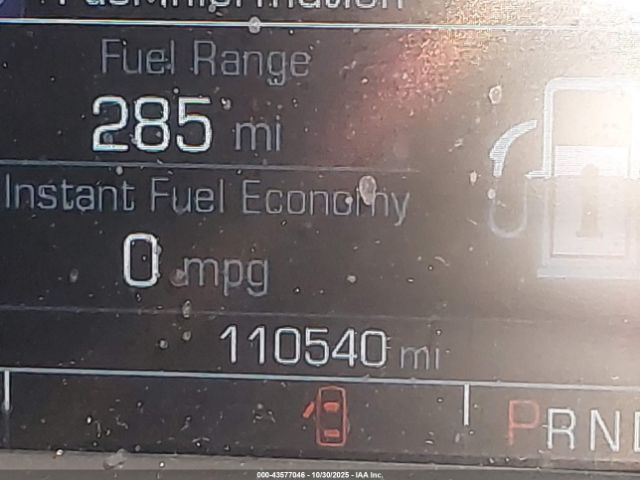 Fuel Range
285 mi
Instant Fuel Economy
0 mpg
110540 mi
PRND
000-43577046 - 10/30/2025 - IAA Inc.